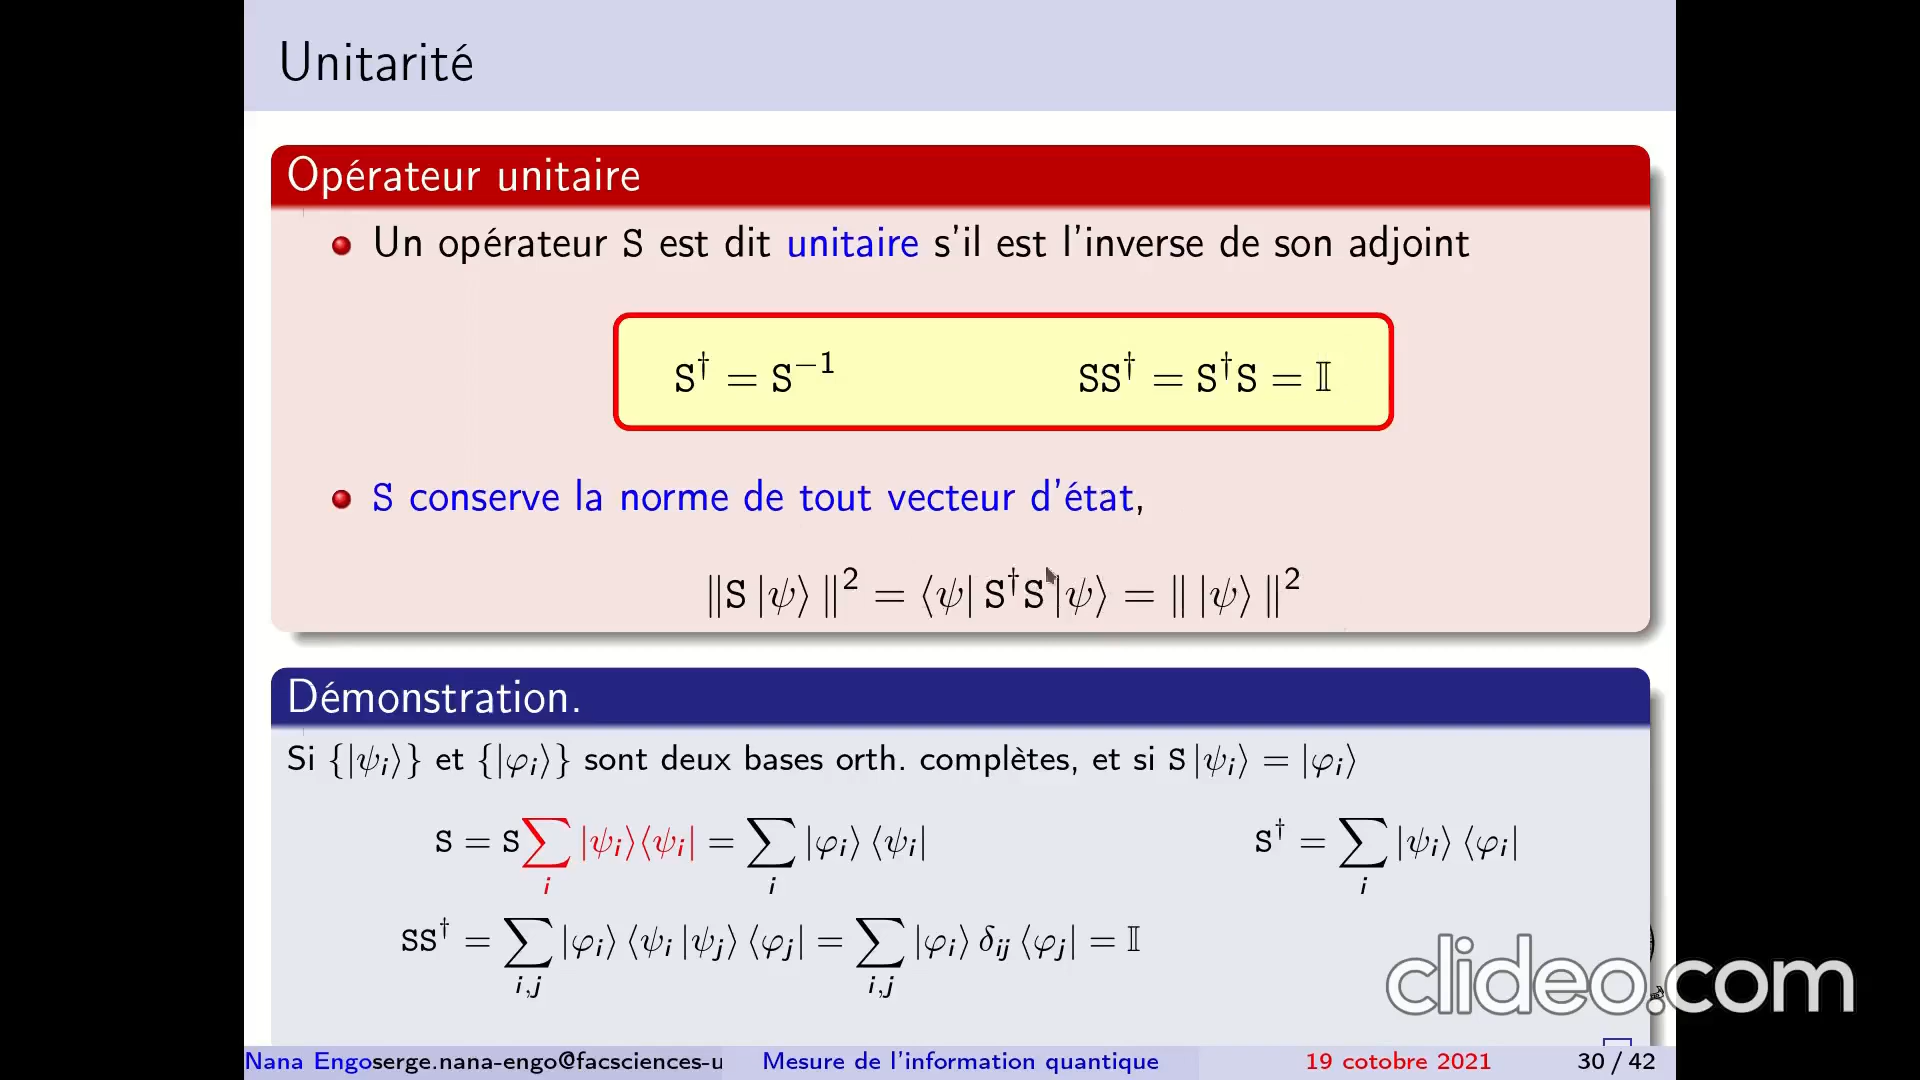 Unitarité
Opérateur unitaire
Un opérateur S est dit unitaire s'il est l'inverse de son adjoint
S† = S⁻¹ SS† = S†S = 𝕀
S conserve la norme de tout vecteur d'état,
‖S |ψ⟩ ‖² = ⟨ψ| S†S |ψ⟩ = ‖ |ψ⟩ ‖²
Démonstration.
Si {|ψᵢ⟩} et {|φᵢ⟩} sont deux bases orth. complètes, et si S |ψᵢ⟩ = |φᵢ⟩
S = S ∑ᵢ |ψᵢ⟩⟨ψᵢ| = ∑ᵢ |φᵢ⟩ ⟨ψᵢ| S† = ∑ᵢ |ψᵢ⟩ ⟨φᵢ|
SS† = ∑ᵢ,ⱼ |φᵢ⟩ ⟨ψᵢ |ψⱼ⟩ ⟨φⱼ| = ∑ᵢ,ⱼ |φᵢ⟩ δᵢⱼ ⟨φⱼ| = 𝕀
clideo.com
Nana Engoserge.nana-engo@facsciences-u Mesure de l'information quantique 19 cotobre 2021 30 / 42